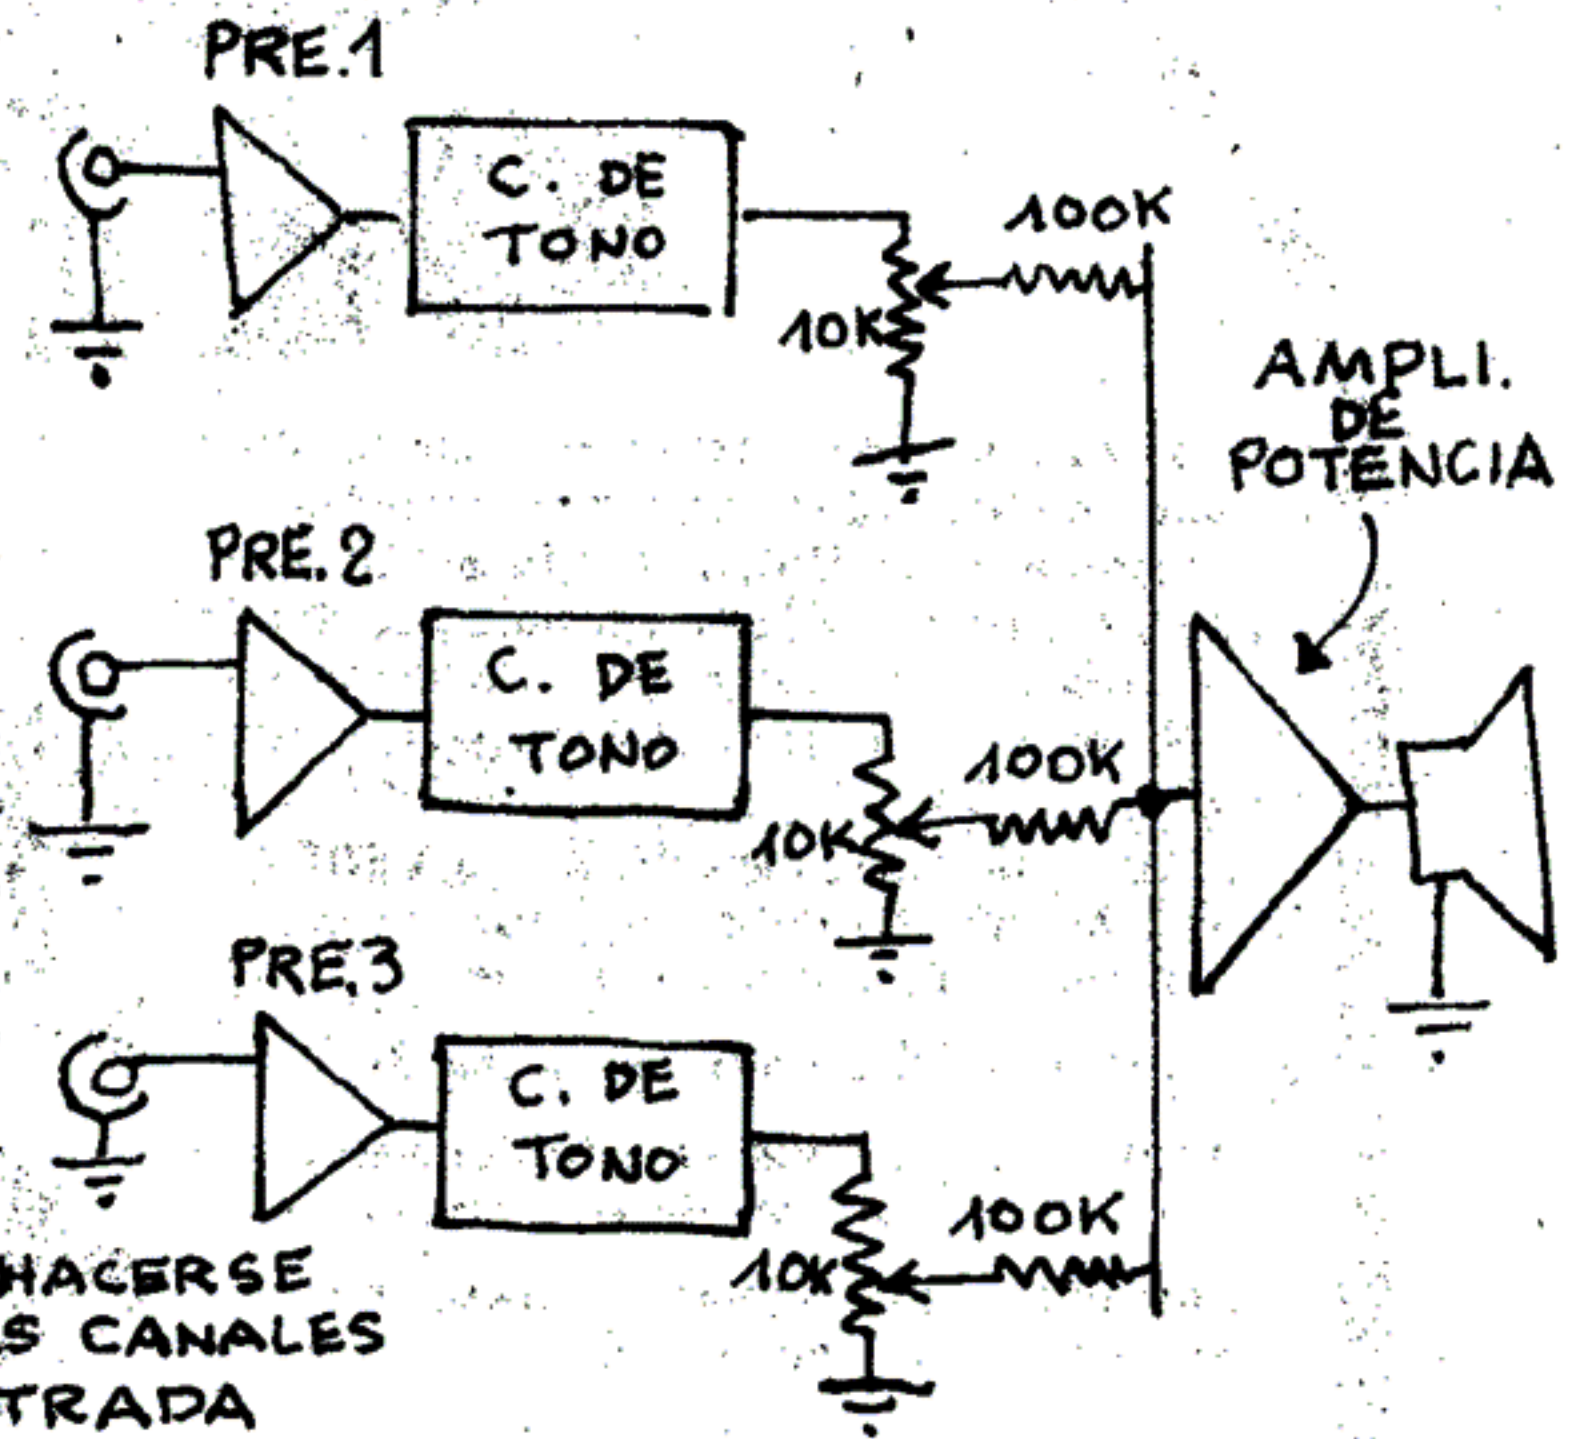 PRE.1
C. DE
TONO
100K
10K
AMPLI.
DE
POTENCIA
PRE.2
C. DE
TONO
100K
10K
PRE.3
C. DE
TONO
100K
10K
HACERSE
S CANALES
TRADA